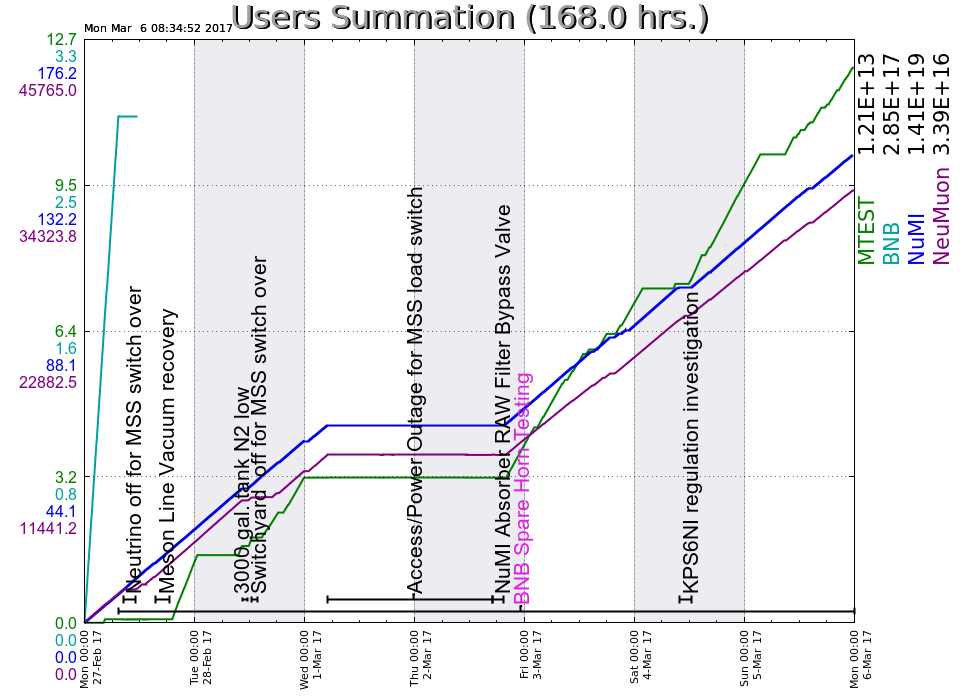 Users Summation (168.0 hrs.)
Mon Mar 6 08:34:52 2017
12.7
3.3
176.2
45765.0
9.5
2.5
132.2
34323.8
6.4
1.6
88.1
22882.5
3.2
0.8
44.1
11441.2
0.0
0.0
0.0
0.0
Neutrino off for MSS switch over
Meson Line Vacuum recovery
3000 gal. tank N2 low
Switchyard off for MSS switch over
Access/Power Outage for MSS load switch
NuMI Absorber RAW Filter Bypass Valve
BNB Spare Horn Testing
KPS6NI regulation investigation
MTEST 1.21E+13
BNB 2.85E+17
NuMI 1.41E+19
NeuMuon 3.39E+16
Mon 00:00
27-Feb 17
Tue 00:00
28-Feb 17
Wed 00:00
1-Mar 17
Thu 00:00
2-Mar 17
Fri 00:00
3-Mar 17
Sat 00:00
4-Mar 17
Sun 00:00
5-Mar 17
Mon 00:00
6-Mar 17